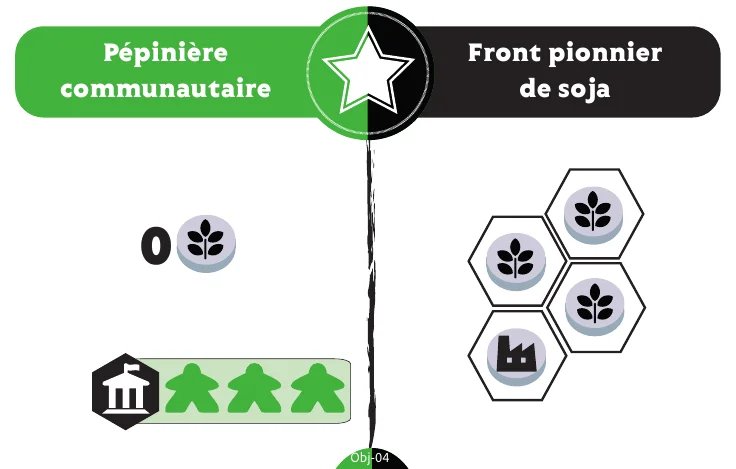 Pépinière
communautaire
Front pionnier
de soja
0
Obj-04